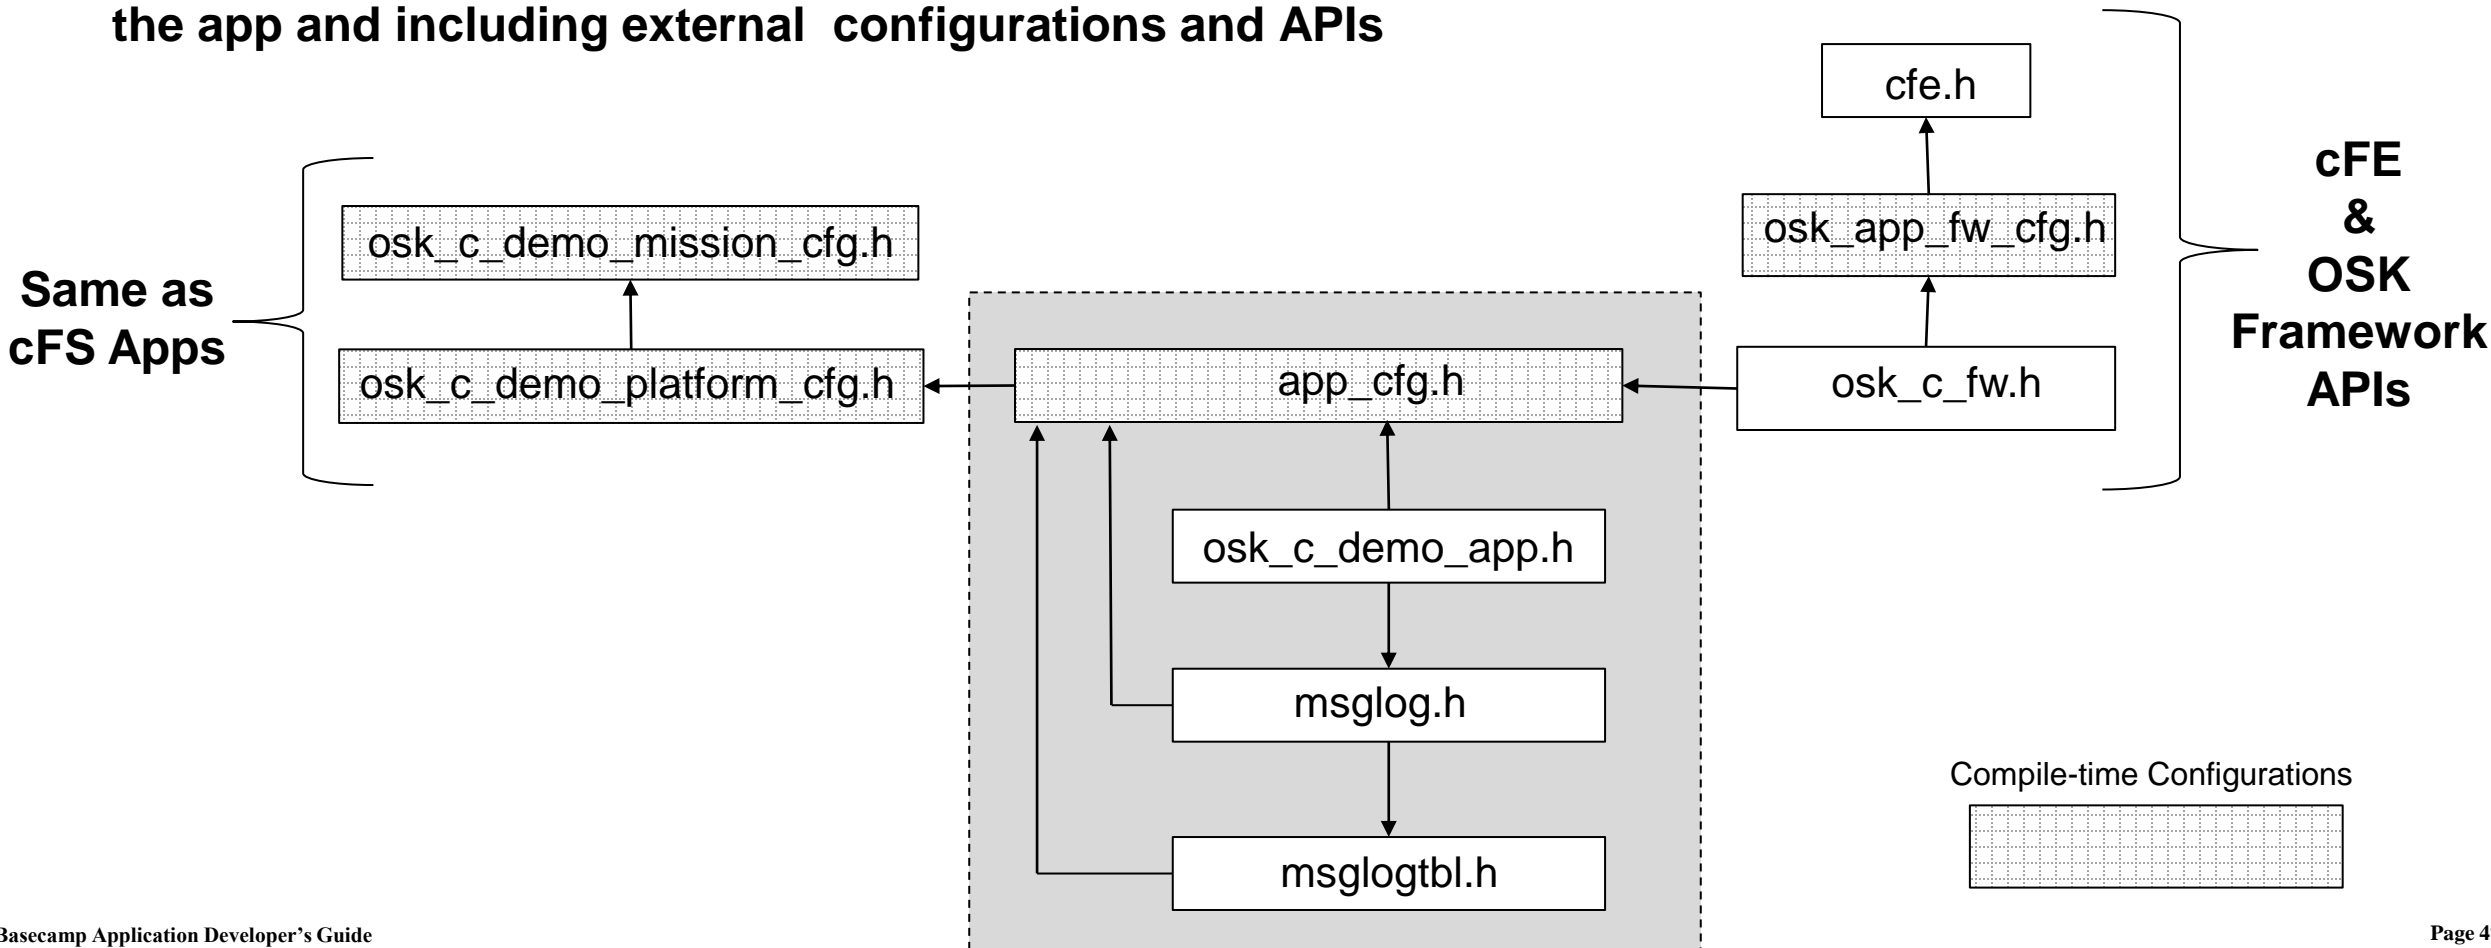 the app and including external  configurations and APIs
cfe.h
osk_app_fw_cfg.h
osk_c_fw.h
cFE
&
OSK
Framework
APIs
Same as
cFS Apps
osk_c_demo_mission_cfg.h
osk_c_demo_platform_cfg.h
app_cfg.h
osk_c_demo_app.h
msglog.h
msglogtbl.h
Compile-time Configurations
Basecamp Application Developer’s Guide
Page 4